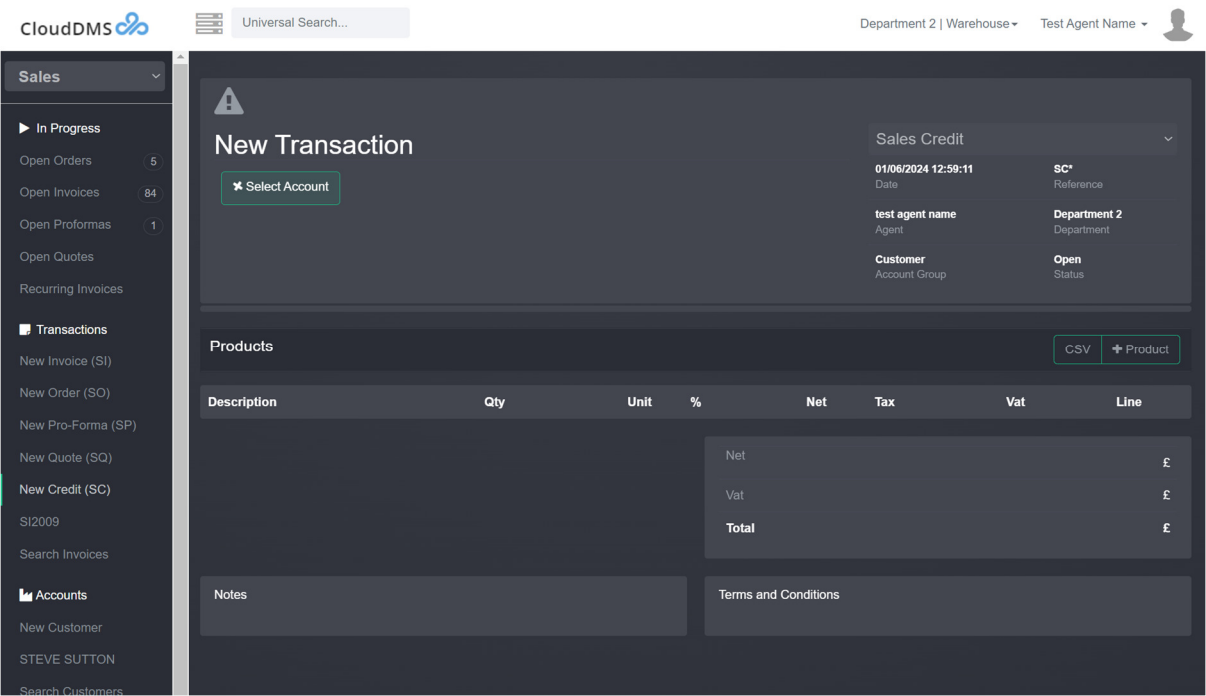 CloudDMS
Universal Search...
Department 2 | Warehouse
Test Agent Name
Sales
In Progress
Open Orders 5
Open Invoices 84
Open Proformas 1
Open Quotes
Recurring Invoices
Transactions
New Invoice (SI)
New Order (SO)
New Pro-Forma (SP)
New Quote (SQ)
New Credit (SC)
SI2009
Search Invoices
Accounts
New Customer
STEVE SUTTON
Search Customers
New Transaction
Select Account
Sales Credit
01/06/2024 12:59:11 SC*
Date Reference
test agent name Department 2
Agent Department
Customer Open
Account Group Status
Products
CSV + Product
Description Qty Unit % Net Tax Vat Line
Net £
Vat £
Total £
Notes
Terms and Conditions